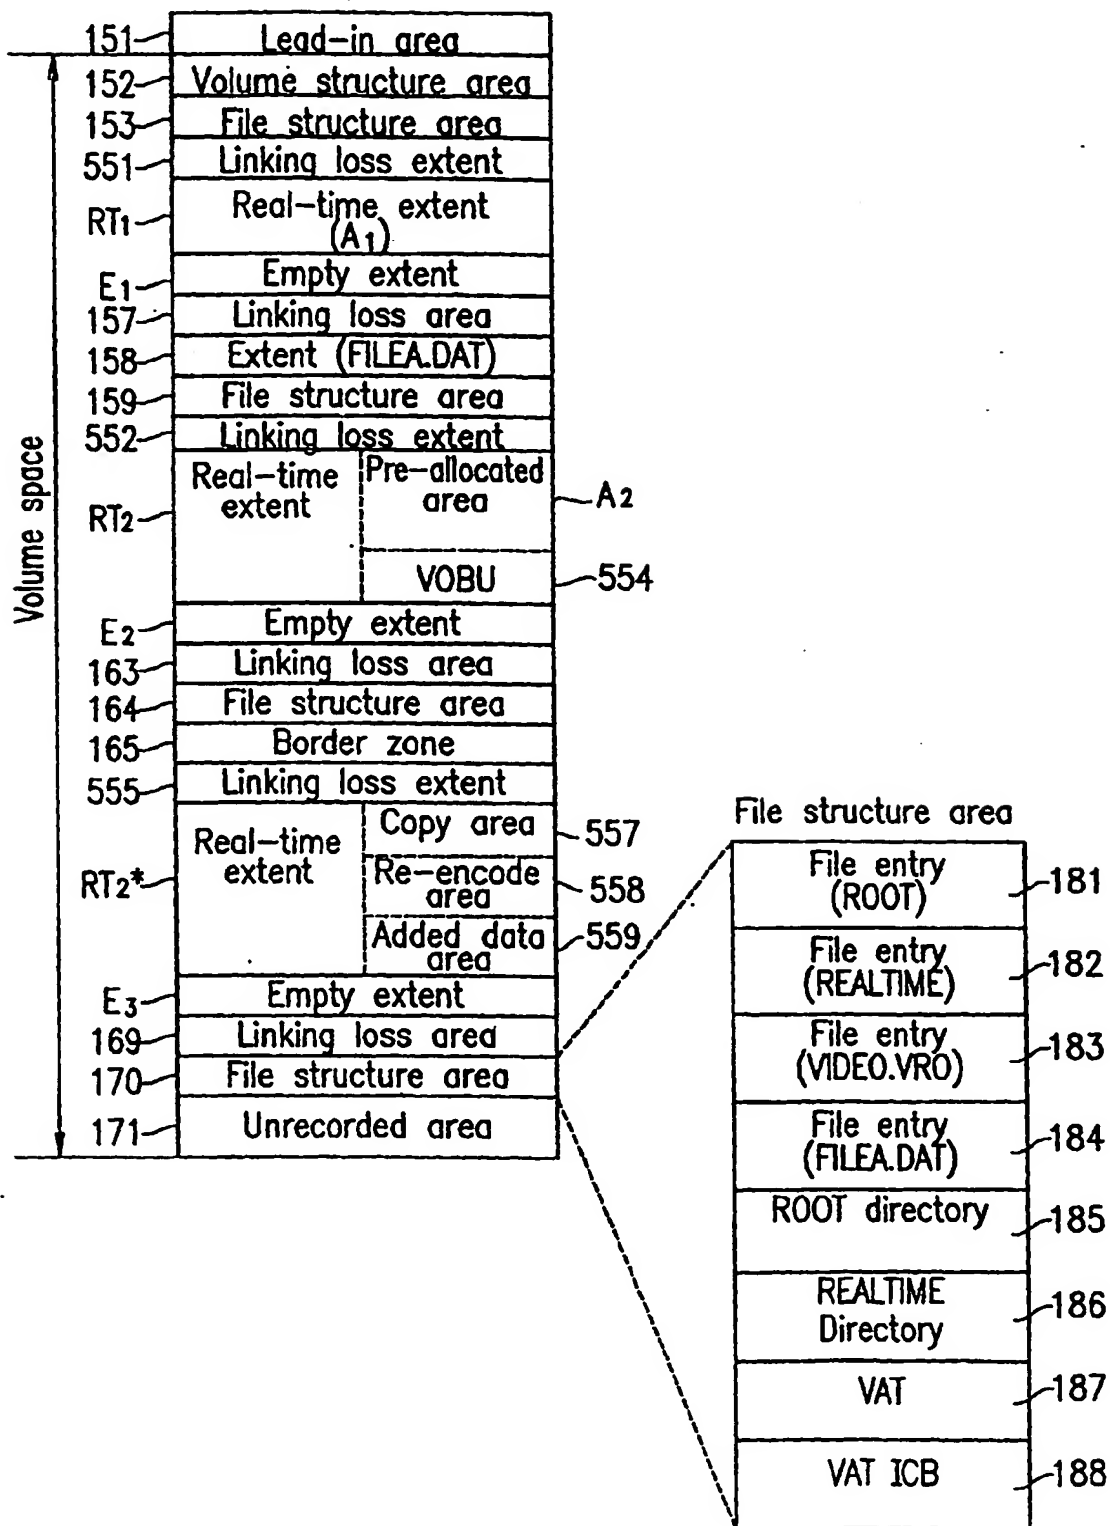 151 Lead-in area
152 Volume structure area
153 File structure area
551 Linking loss extent
RT1 Real-time extent
(A1)
E1 Empty extent
157 Linking loss area
158 Extent (FILEA.DAT)
159 File structure area
552 Linking loss extent
RT2 Real-time
extent
Pre-allocated
area
A2
VOBU 554
E2 Empty extent
163 Linking loss area
164 File structure area
165 Border zone
555 Linking loss extent
RT2* Real-time
extent
Copy area 557
Re-encode
area
558
Added data
area
559
E3 Empty extent
169 Linking loss area
170 File structure area
171 Unrecorded area
Volume space
File structure area
File entry
(ROOT)
181
File entry
(REALTIME)
182
File entry
(VIDEO.VRO)
183
File entry
(FILEA.DAT)
184
ROOT directory 185
REALTIME
Directory
186
VAT 187
VAT ICB 188